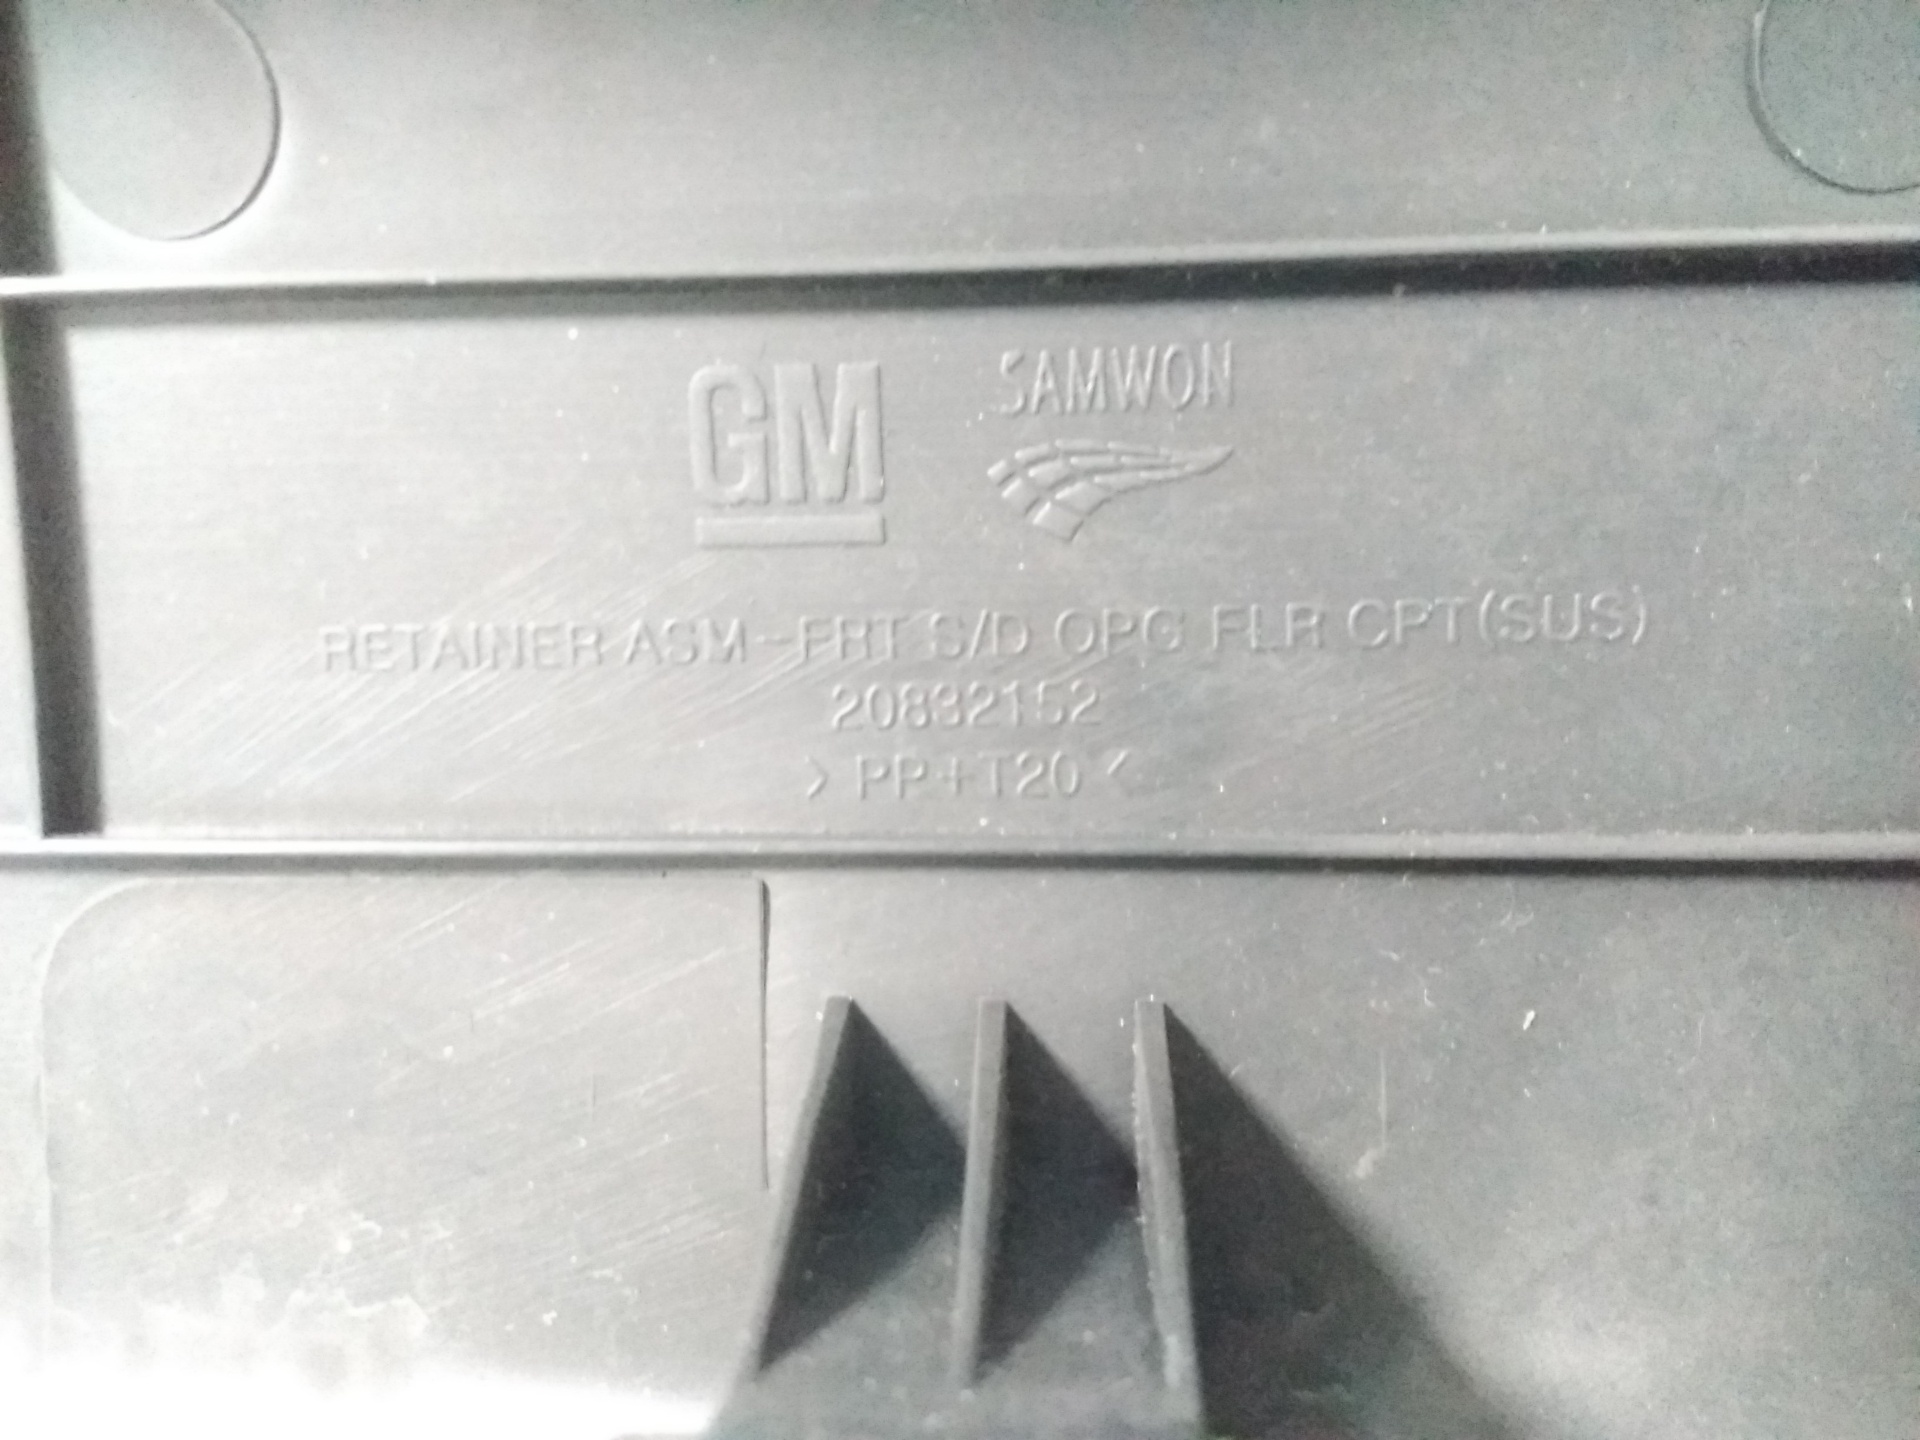 GM
SAMWON
RETAINER ASM-FRT S/D OPG FLR CPT(SUS)
20832152
> PP+T20 <